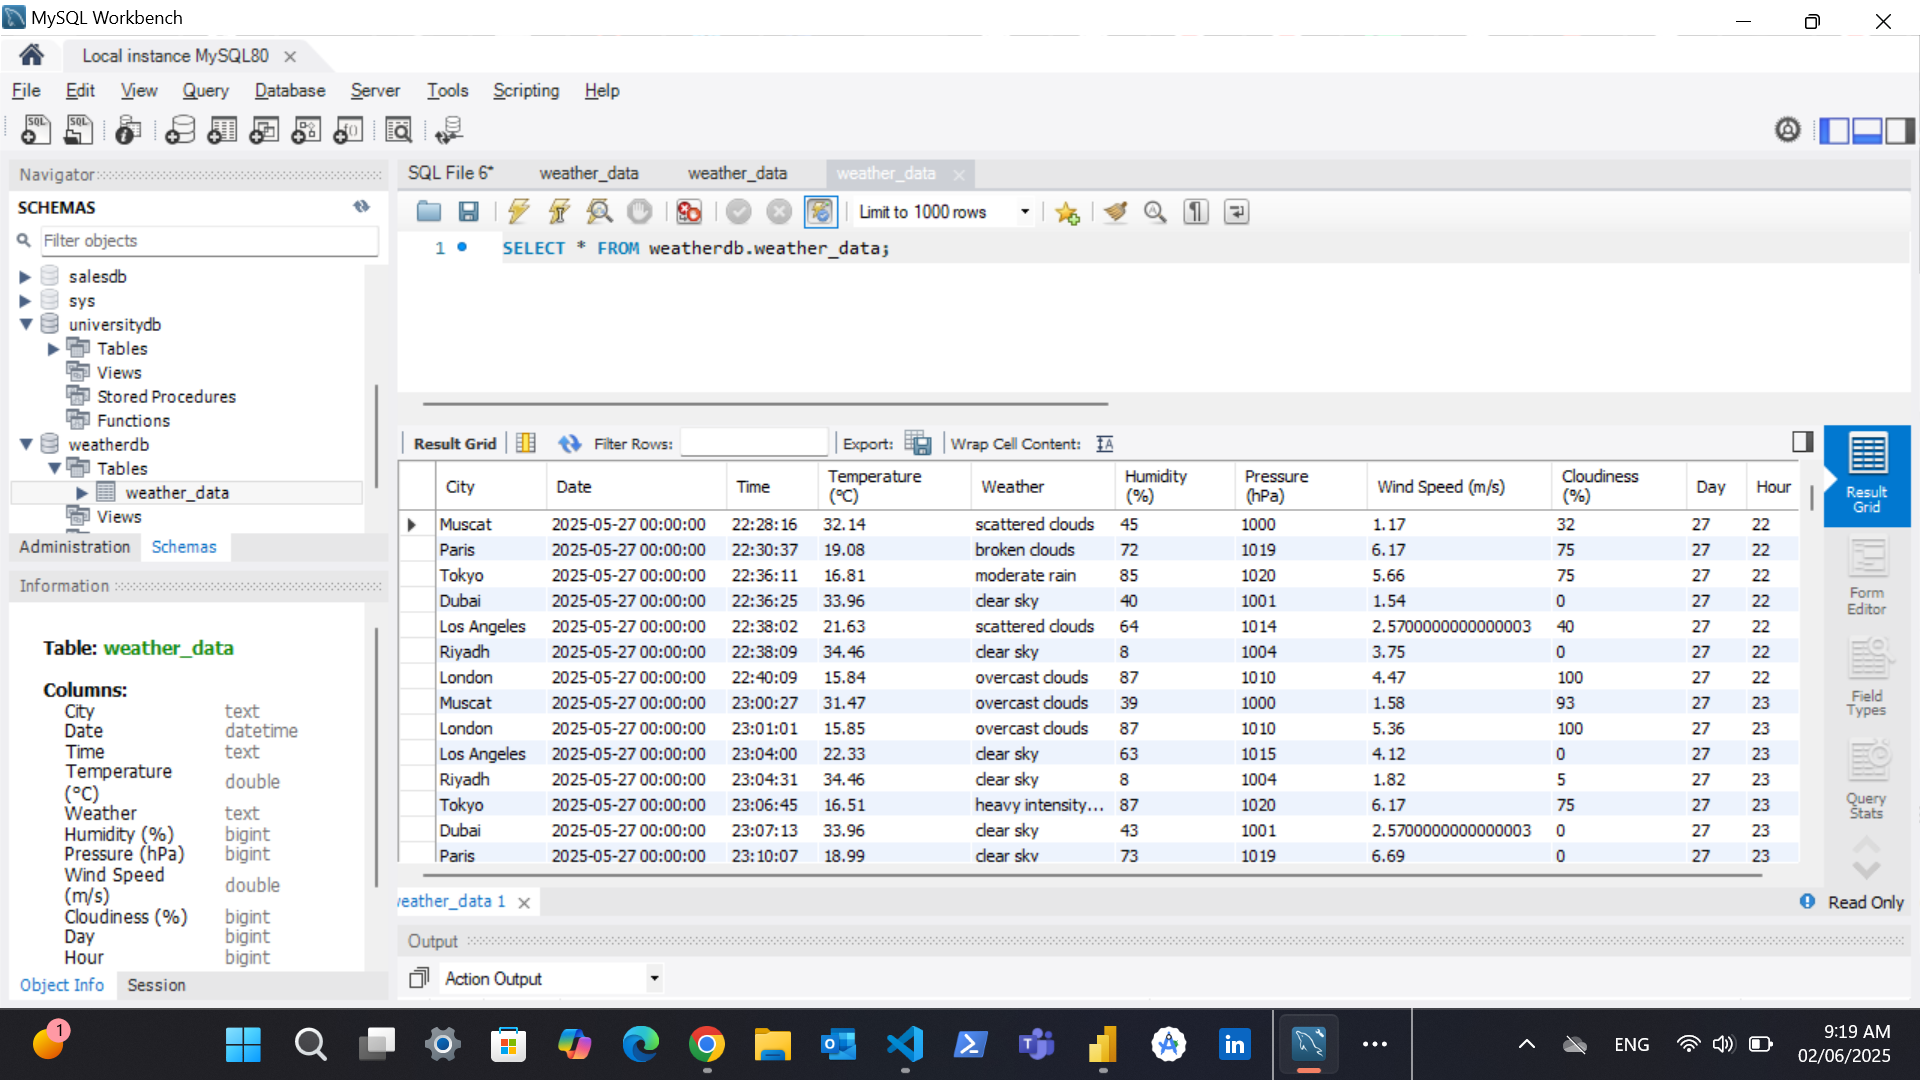 MySQL Workbench
Local instance MySQL80
File Edit View Query Database Server Tools Scripting Help
Navigator
SCHEMAS
Filter objects
salesdb
sys
universitydb
Tables
Views
Stored Procedures
Functions
weatherdb
Tables
weather_data
Views
Administration Schemas
Information
Table: weather_data
Columns:
City text
Date datetime
Time text
Temperature (°C) double
Weather text
Humidity (%) bigint
Pressure (hPa) bigint
Wind Speed (m/s) double
Cloudiness (%) bigint
Day bigint
Hour bigint
Object Info Session
SQL File 6* weather_data weather_data weather_data
Limit to 1000 rows
1 SELECT * FROM weatherdb.weather_data;
Result Grid Filter Rows: Export: Wrap Cell Content:
City Date Time Temperature (°C) Weather Humidity (%) Pressure (hPa) Wind Speed (m/s) Cloudiness (%) Day Hour
Muscat 2025-05-27 00:00:00 22:28:16 32.14 scattered clouds 45 1000 1.17 32 27 22
Paris 2025-05-27 00:00:00 22:30:37 19.08 broken clouds 72 1019 6.17 75 27 22
Tokyo 2025-05-27 00:00:00 22:36:11 16.81 moderate rain 85 1020 5.66 75 27 22
Dubai 2025-05-27 00:00:00 22:36:25 33.96 clear sky 40 1001 1.54 0 27 22
Los Angeles 2025-05-27 00:00:00 22:38:02 21.63 scattered clouds 64 1014 2.5700000000000003 40 27 22
Riyadh 2025-05-27 00:00:00 22:38:09 34.46 clear sky 8 1004 3.75 0 27 22
London 2025-05-27 00:00:00 22:40:09 15.84 overcast clouds 87 1010 4.47 100 27 22
Muscat 2025-05-27 00:00:00 23:00:27 31.47 overcast clouds 39 1000 1.58 93 27 23
London 2025-05-27 00:00:00 23:01:01 15.85 overcast clouds 87 1010 5.36 100 27 23
Los Angeles 2025-05-27 00:00:00 23:04:00 22.33 clear sky 63 1015 4.12 0 27 23
Riyadh 2025-05-27 00:00:00 23:04:31 34.46 clear sky 8 1004 1.82 5 27 23
Tokyo 2025-05-27 00:00:00 23:06:45 16.51 heavy intensity... 87 1020 6.17 75 27 23
Dubai 2025-05-27 00:00:00 23:07:13 33.96 clear sky 43 1001 2.5700000000000003 0 27 23
Paris 2025-05-27 00:00:00 23:10:07 18.99 clear sky 73 1019 6.69 0 27 23
Result Grid
Form Editor
Field Types
Query Stats
weather_data 1
Read Only
Output
Action Output
1
ENG
9:19 AM
02/06/2025